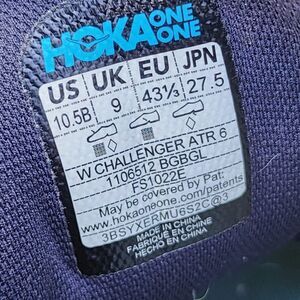 HOKA ONE ONE
US UK EU JPN
10.5B 9 43⅓ 27.5
W CHALLENGER ATR 6
1106512 BGBGL
F51022E
May be covered by Pat:
www.hokaoneone.com/patents
3BSYXERMU6S2C@3
MADE IN CHINA
FABRIQUÉ EN CHINE
HECHO EN CHINA